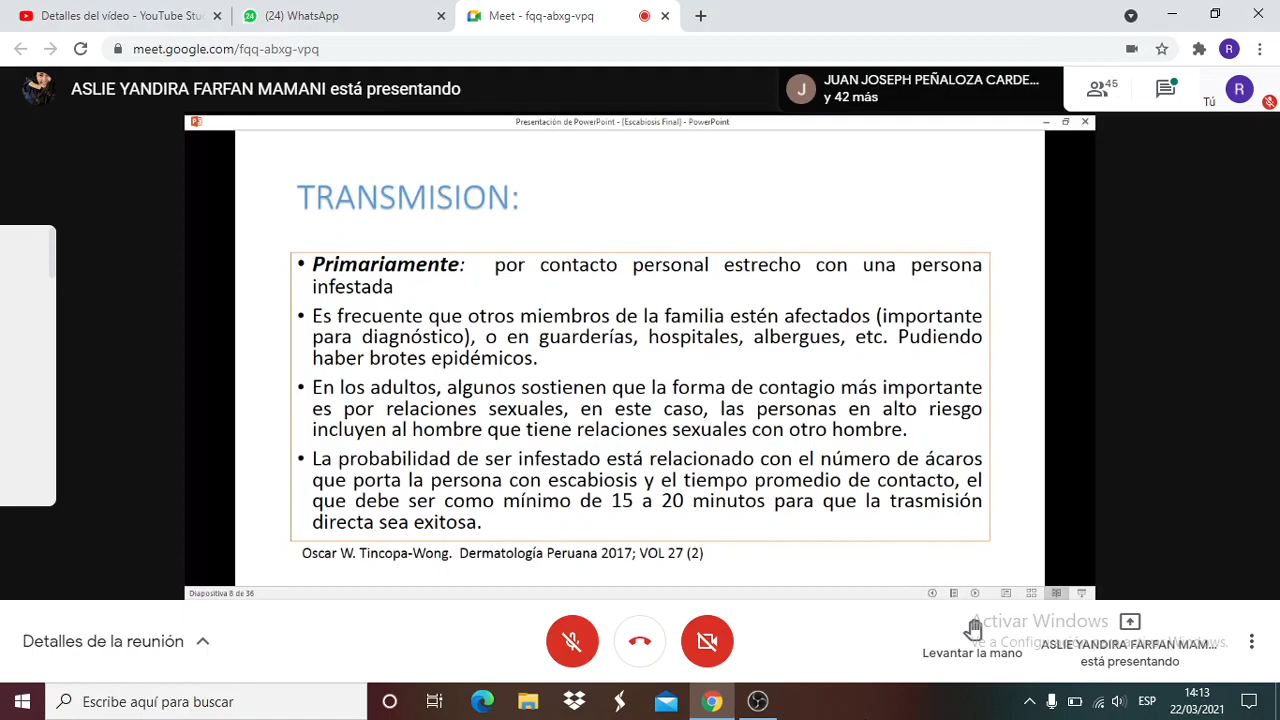 Detalles del vídeo - YouTube Stu
(24) WhatsApp
Meet - fqq-abxg-vpq
meet.google.com/fqq-abxg-vpq
R
ASLIE YANDIRA FARFAN MAMANI está presentando
J
JUAN JOSEPH PEÑALOZA CARDE...
y 42 más
45
Tú
R
Presentación de PowerPoint - (Escabiosis Final) - PowerPoint
TRANSMISION:
• Primariamente: por contacto personal estrecho con una persona
infestada
• Es frecuente que otros miembros de la familia estén afectados (importante
para diagnóstico), o en guarderías, hospitales, albergues, etc. Pudiendo
haber brotes epidémicos.
• En los adultos, algunos sostienen que la forma de contagio más importante
es por relaciones sexuales, en este caso, las personas en alto riesgo
incluyen al hombre que tiene relaciones sexuales con otro hombre.
• La probabilidad de ser infestado está relacionado con el número de ácaros
que porta la persona con escabiosis y el tiempo promedio de contacto, el
que debe ser como mínimo de 15 a 20 minutos para que la trasmisión
directa sea exitosa.
Oscar W. Tincopa-Wong. Dermatología Peruana 2017; VOL 27 (2)
Diapositiva 8 de 36
Detalles de la reunión
Activar Windows
Ve a Configuración para activar Windows.
Levantar la mano
ASLIE YANDIRA FARFAN MAM...
está presentando
Escribe aquí para buscar
ESP
14:13
22/03/2021